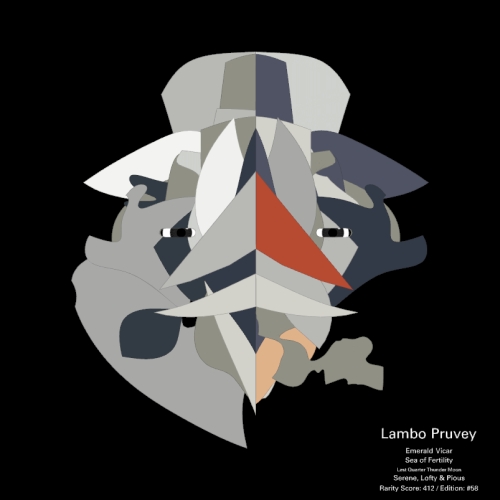 Lambo Pruvey
Emerald Vicar
Sea of Fertility
Last Quarter Thunder Moon
Serene, Lofty & Pious
Rarity Score: 412 / Edition: #58